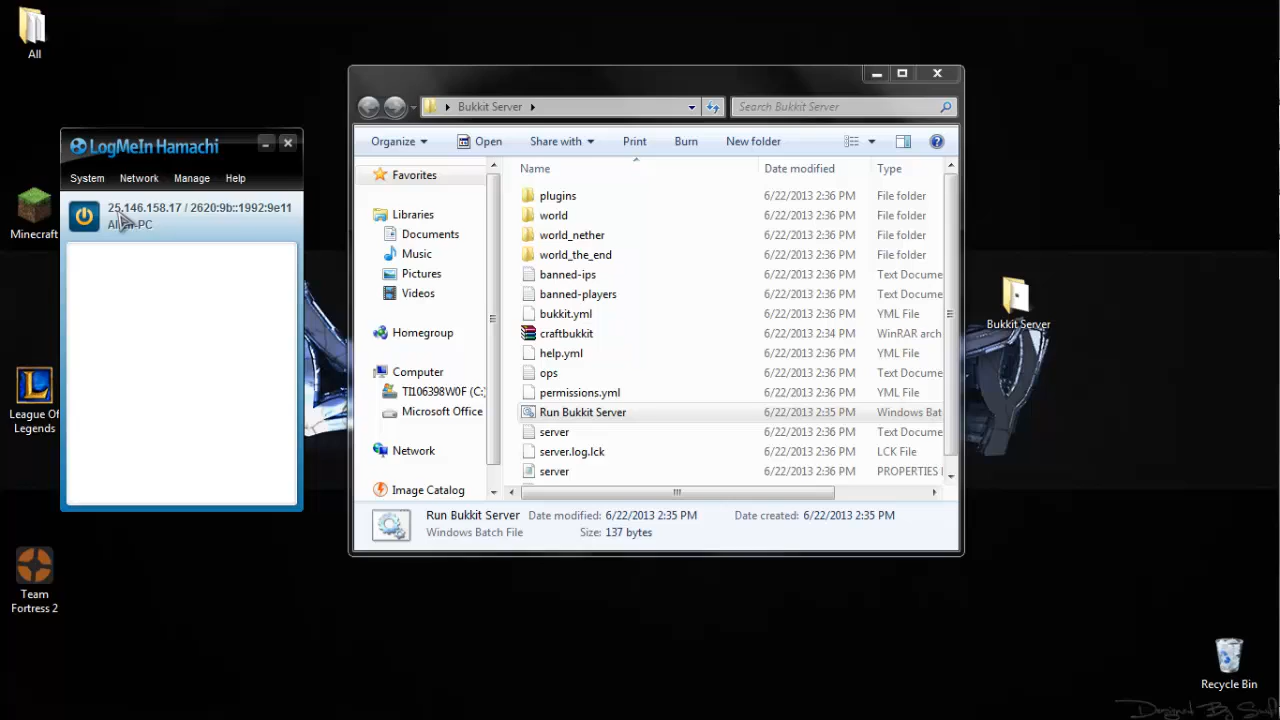 All
Minecraft
League Of
Legends
Team
Fortress 2
LogMeIn Hamachi
System Network Manage Help
25.146.158.17 / 2620:9b::1992:9e11
Bukkit Server
Search Bukkit Server
Organize Open Share with Print Burn New folder
Favorites
Libraries
Documents
Music
Pictures
Videos
Homegroup
Computer
TI106398W0F (C:)
Microsoft Office
Network
Image Catalog
Name Date modified Type
plugins 6/22/2013 2:36 PM File folder
world 6/22/2013 2:36 PM File folder
world_nether 6/22/2013 2:36 PM File folder
world_the_end 6/22/2013 2:36 PM File folder
banned-ips 6/22/2013 2:36 PM Text Docume
banned-players 6/22/2013 2:36 PM Text Docume
bukkit.yml 6/22/2013 2:36 PM YML File
craftbukkit 6/22/2013 2:34 PM WinRAR arch
help.yml 6/22/2013 2:36 PM YML File
ops 6/22/2013 2:36 PM Text Docume
permissions.yml 6/22/2013 2:36 PM YML File
Run Bukkit Server 6/22/2013 2:35 PM Windows Bat
server 6/22/2013 2:36 PM Text Docume
server.log.lck 6/22/2013 2:36 PM LCK File
server 6/22/2013 2:36 PM PROPERTIES
Run Bukkit Server Date modified: 6/22/2013 2:35 PM Date created: 6/22/2013 2:35 PM
Windows Batch File Size: 137 bytes
Bukkit Server
Recycle Bin
Designed By